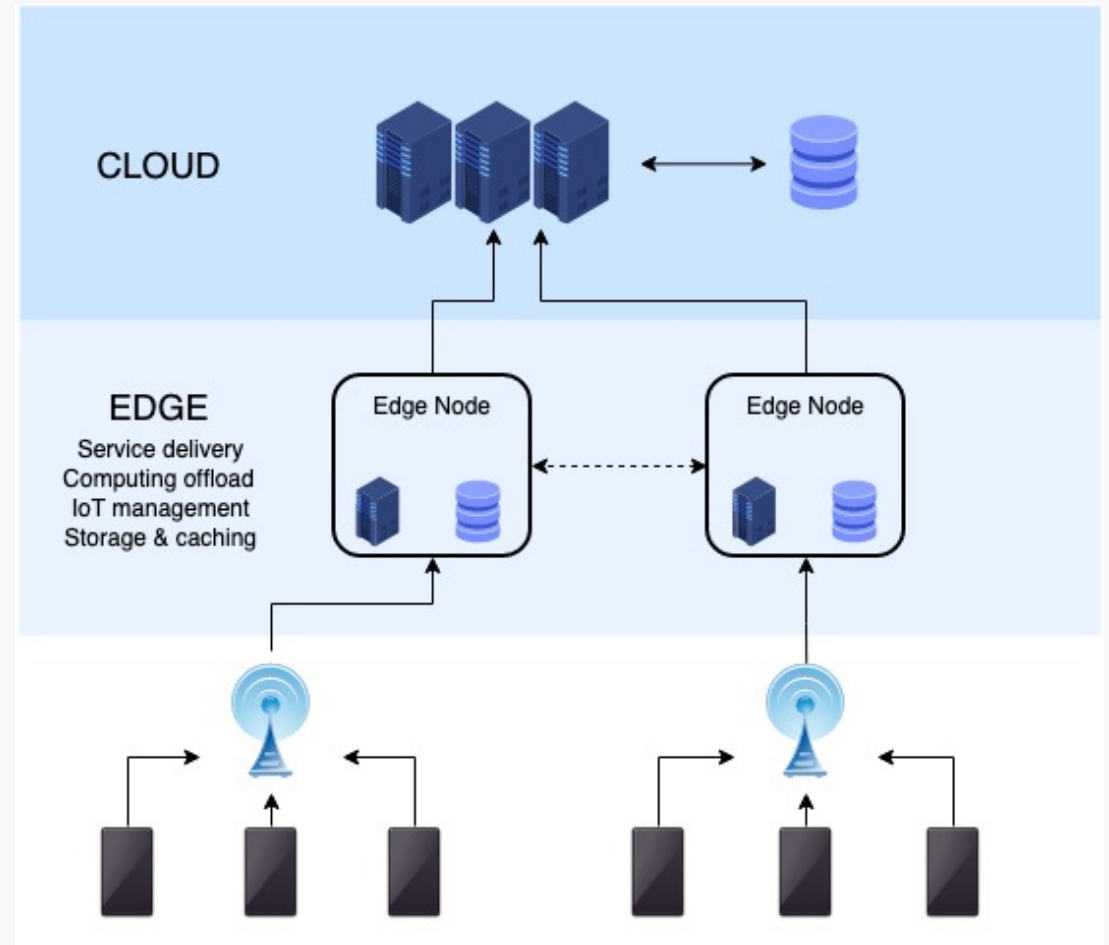 CLOUD
EDGE
Service delivery
Computing offload
IoT management
Storage & caching
Edge Node
Edge Node